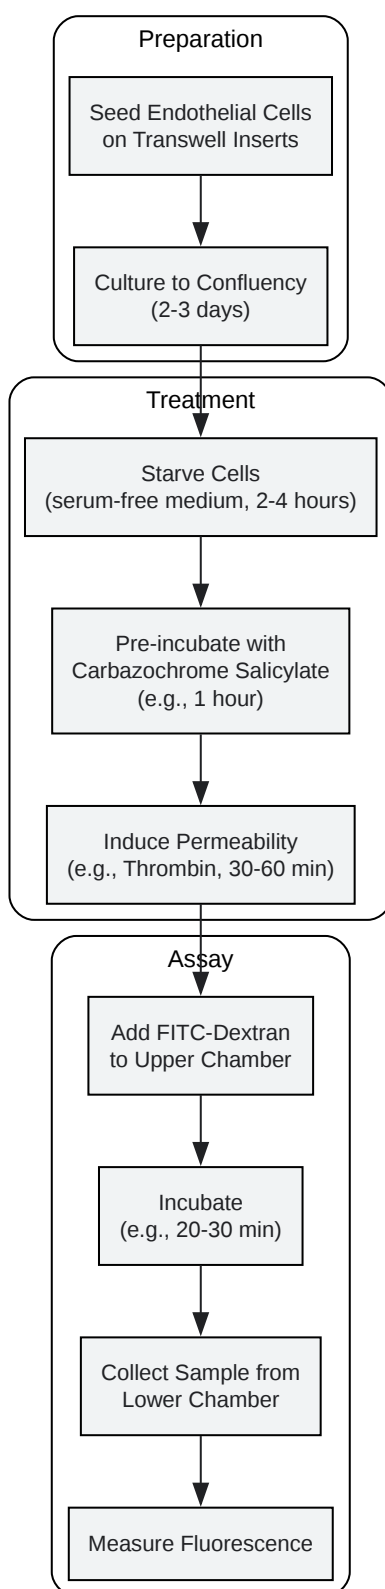 Preparation
Seed Endothelial Cells
on Transwell Inserts
Culture to Confluency
(2-3 days)
Treatment
Starve Cells
(serum-free medium, 2-4 hours)
Pre-incubate with
Carbazochrome Salicylate
(e.g., 1 hour)
Induce Permeability
(e.g., Thrombin, 30-60 min)
Assay
Add FITC-Dextran
to Upper Chamber
Incubate
(e.g., 20-30 min)
Collect Sample from
Lower Chamber
Measure Fluorescence